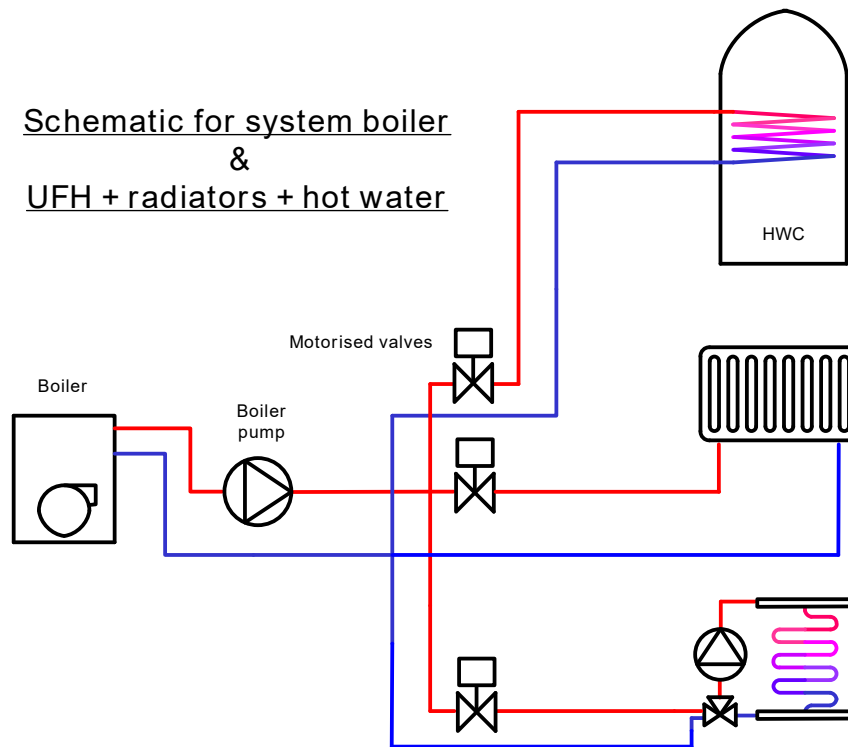 Schematic for system boiler
&
UFH + radiators + hot water
HWC
Motorised valves
Boiler
Boiler
pump